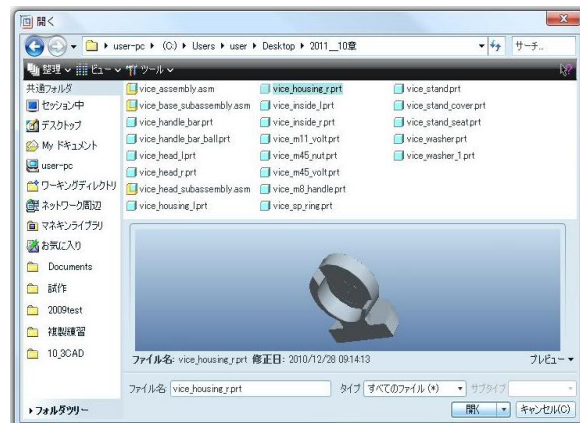 開く
▸ user-pc ▸ (C:) ▸ Users ▸ user ▸ Desktop ▸ 2011__10章
サーチ..
整理 ビュー ツール
共通フォルダ
セッション中
デスクトップ
My ドキュメント
user-pc
ワーキングディレクトリ
ネットワーク周辺
マネキンライブラリ
お気に入り
Documents
試作
2009test
複製練習
10_3CAD
▸ フォルダツリー
vice_assembly.asm
vice_base_subassembly.asm
vice_handle_bar.prt
vice_handle_bar_ball.prt
vice_head_l.prt
vice_head_r.prt
vice_head_subassembly.asm
vice_housing_l.prt
vice_housing_r.prt
vice_inside_l.prt
vice_inside_r.prt
vice_m11_volt.prt
vice_m45_nut.prt
vice_m45_volt.prt
vice_m8_handle.prt
vice_sp_ring.prt
vice_stand.prt
vice_stand_cover.prt
vice_stand_seat.prt
vice_washer.prt
vice_washer_1.prt
ファイル名: vice_housing_r.prt 修正日: 2010/12/28 09:14:13
プレビュー
ファイル名 vice_housing_r.prt タイプ すべてのファイル (*) サブタイプ
開く キャンセル(C)